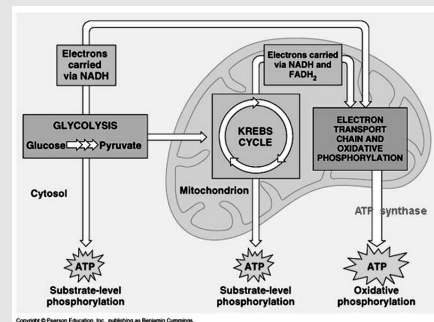 Electrons
carried
via NADH
Electrons carried
via NADH and
FADH₂
GLYCOLYSIS
Glucose Pyruvate
KREBS
CYCLE
ELECTRON
TRANSPORT
CHAIN AND
OXIDATIVE
PHOSPHORYLATION
Cytosol
Mitochondrion
ATP synthase
ATP
ATP
ATP
Substrate-level
phosphorylation
Substrate-level
phosphorylation
Oxidative
phosphorylation
Copyright © Pearson Education, Inc., publishing as Benjamin Cummings.